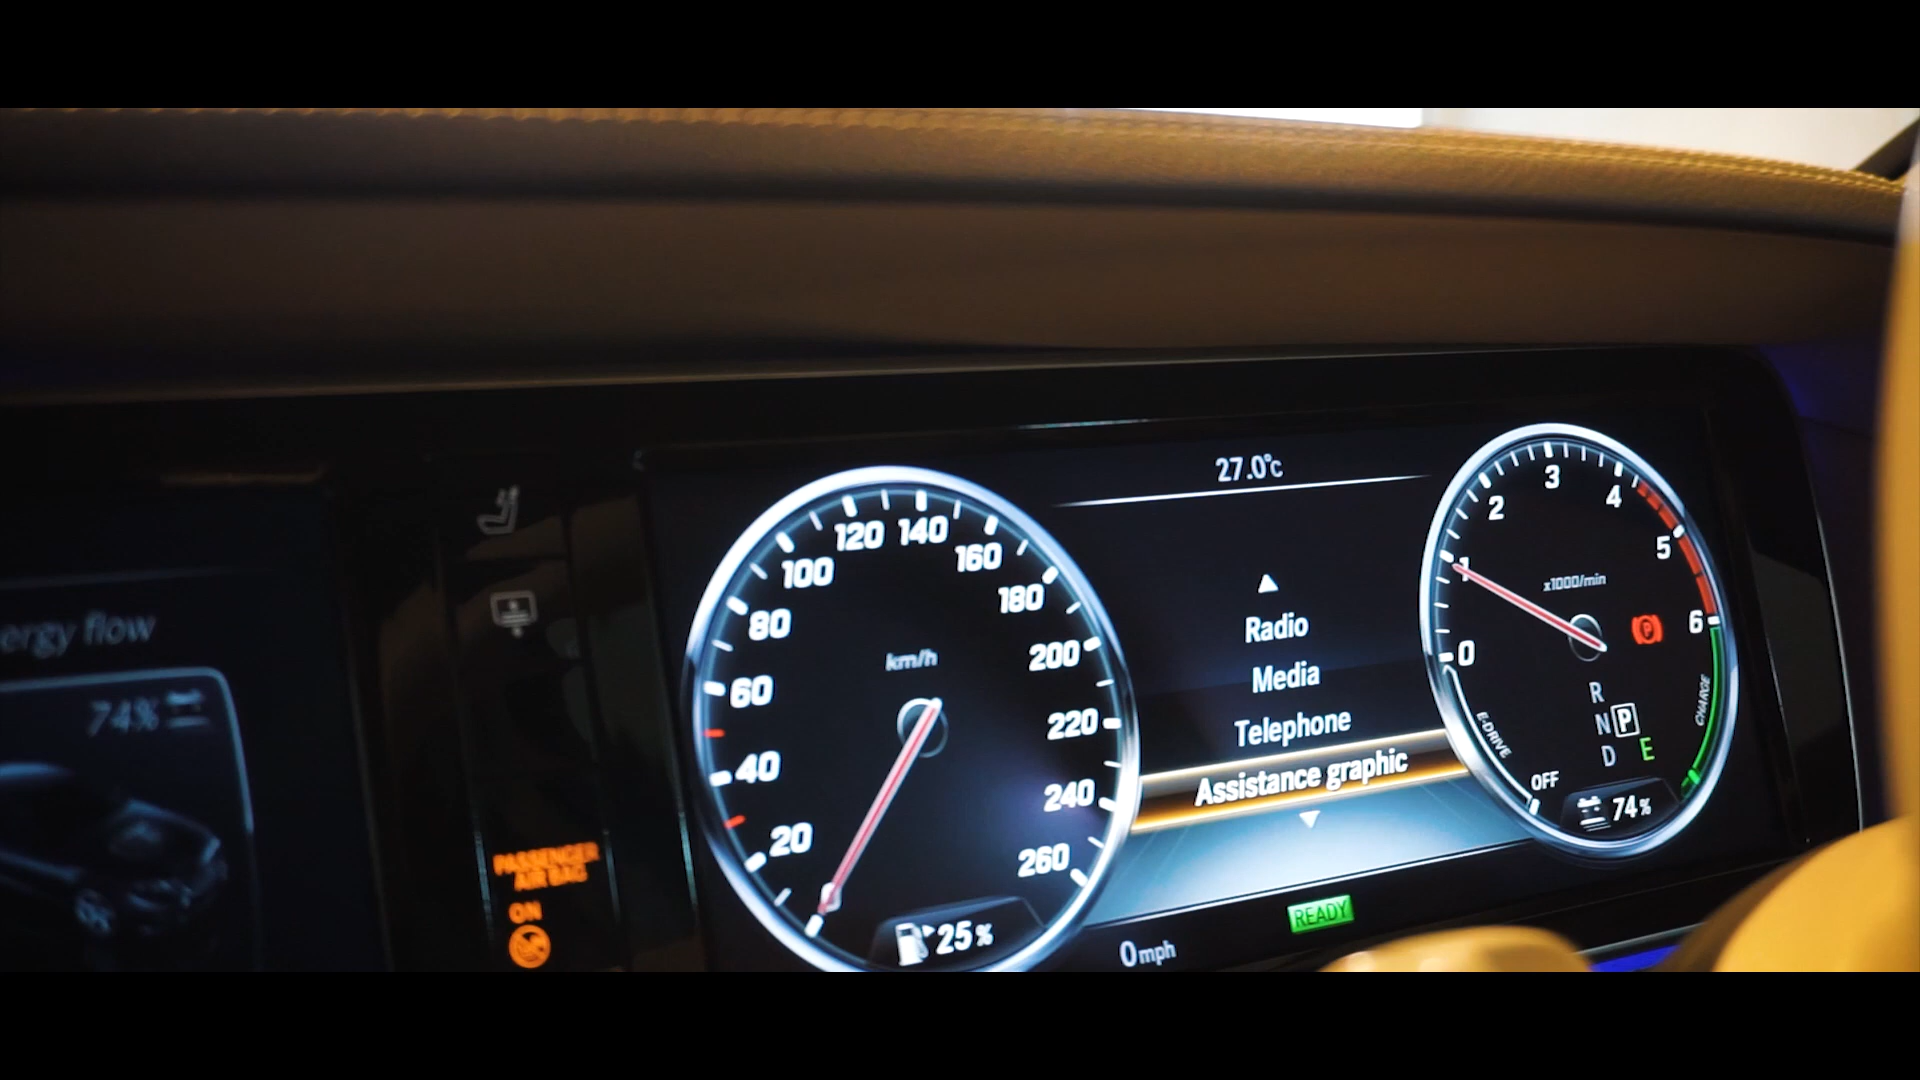 ergy flow
74%
PASSENGER
AIR BAG
ON
20
40
60
80
100
120
140
160
180
200
220
240
260
km/h
25%
27.0°C
Radio
Media
Telephone
Assistance graphic
READY
0 mph
0
1
2
3
4
5
6
x1000/min
P
R
N P
D E
E-DRIVE
OFF
CHARGE
74%